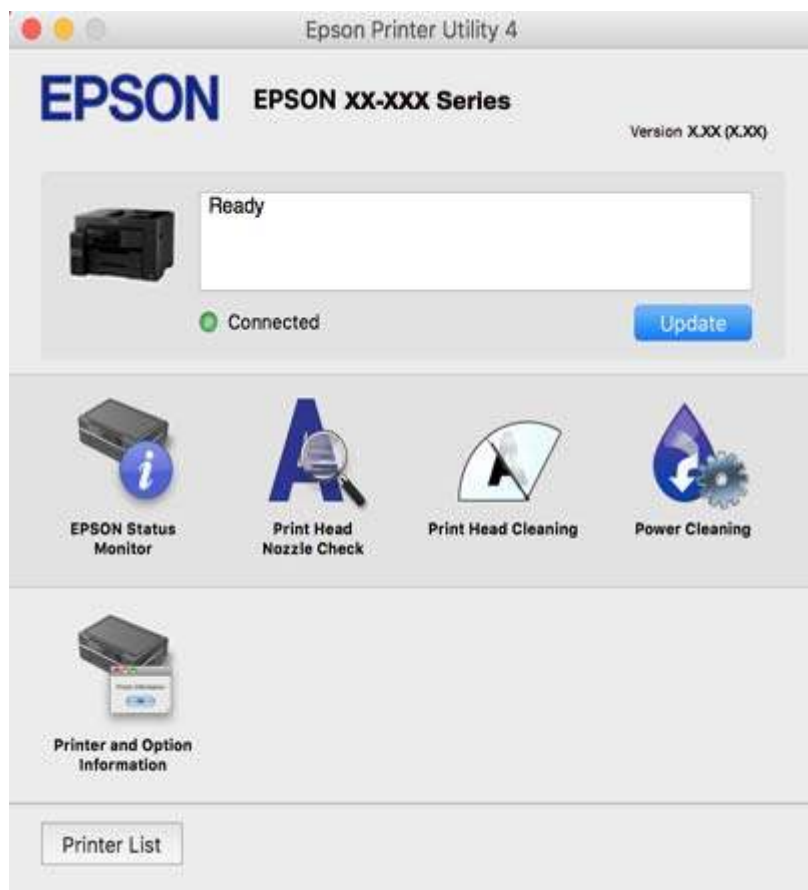 Epson Printer Utility 4
EPSON
EPSON XX-XXX Series
Version X.XX (X.XX)
Ready
Connected
Update
EPSON Status
Monitor
Print Head
Nozzle Check
Print Head Cleaning
Power Cleaning
Printer and Option
Information
Printer List